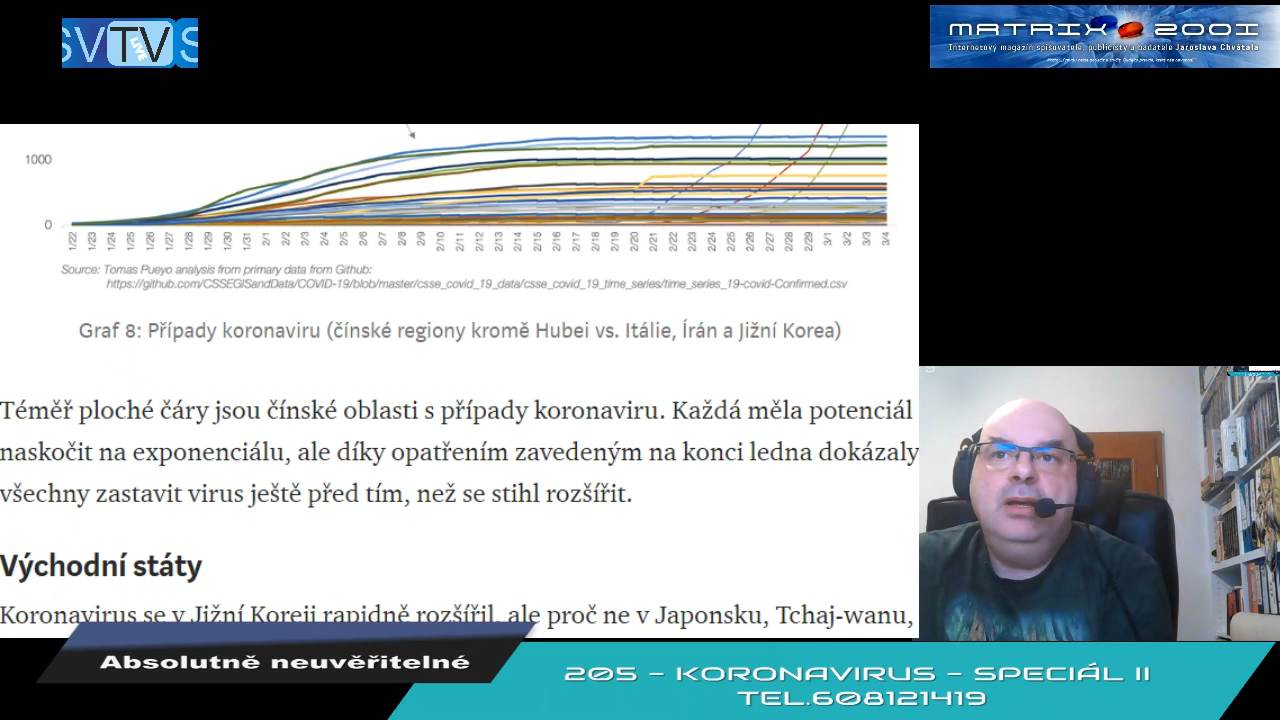 SVTVS
LIVE
MATRIX 2001
Internetový magazín spisovatele, publicisty a badatele Jaroslava Chvátala
1000
0
1/22 1/23 1/24 1/25 1/26 1/27 1/28 1/29 1/30 1/31 2/1 2/2 2/3 2/4 2/5 2/6 2/7 2/8 2/9 2/10 2/11 2/12 2/13 2/14 2/15 2/16 2/17 2/18 2/19 2/20 2/21 2/22 2/23 2/24 2/25 2/26 2/27 2/28 2/29 3/1 3/2 3/3 3/4
Source: Tomas Pueyo analysis from primary data from Github:
https://github.com/CSSEGISandData/COVID-19/blob/master/csse_covid_19_data/csse_covid_19_time_series/time_series_19-covid-Confirmed.csv
Graf 8: Případy koronaviru (čínské regiony kromě Hubei vs. Itálie, Írán a Jižní Korea)
Téměř ploché čáry jsou čínské oblasti s případy koronaviru. Každá měla potenciál
naskočit na exponenciálu, ale díky opatřením zavedeným na konci ledna dokázaly
všechny zastavit virus ještě před tím, než se stihl rozšířit.
Východní státy
Koronavirus se v Jižní Koreji rapidně rozšířil, ale proč ne v Japonsku, Tchaj-wanu,
Absolutně neuvěřitelné
205 - KORONAVIRUS - SPECIÁL II
TEL.608121419